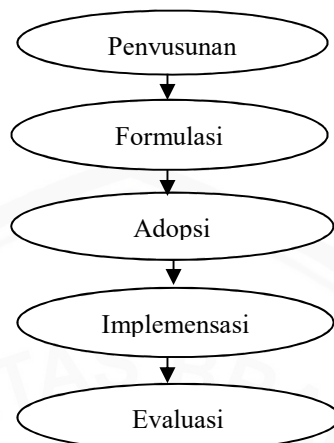 Penvusunan
Formulasi
Adopsi
Implemensasi
Evaluasi